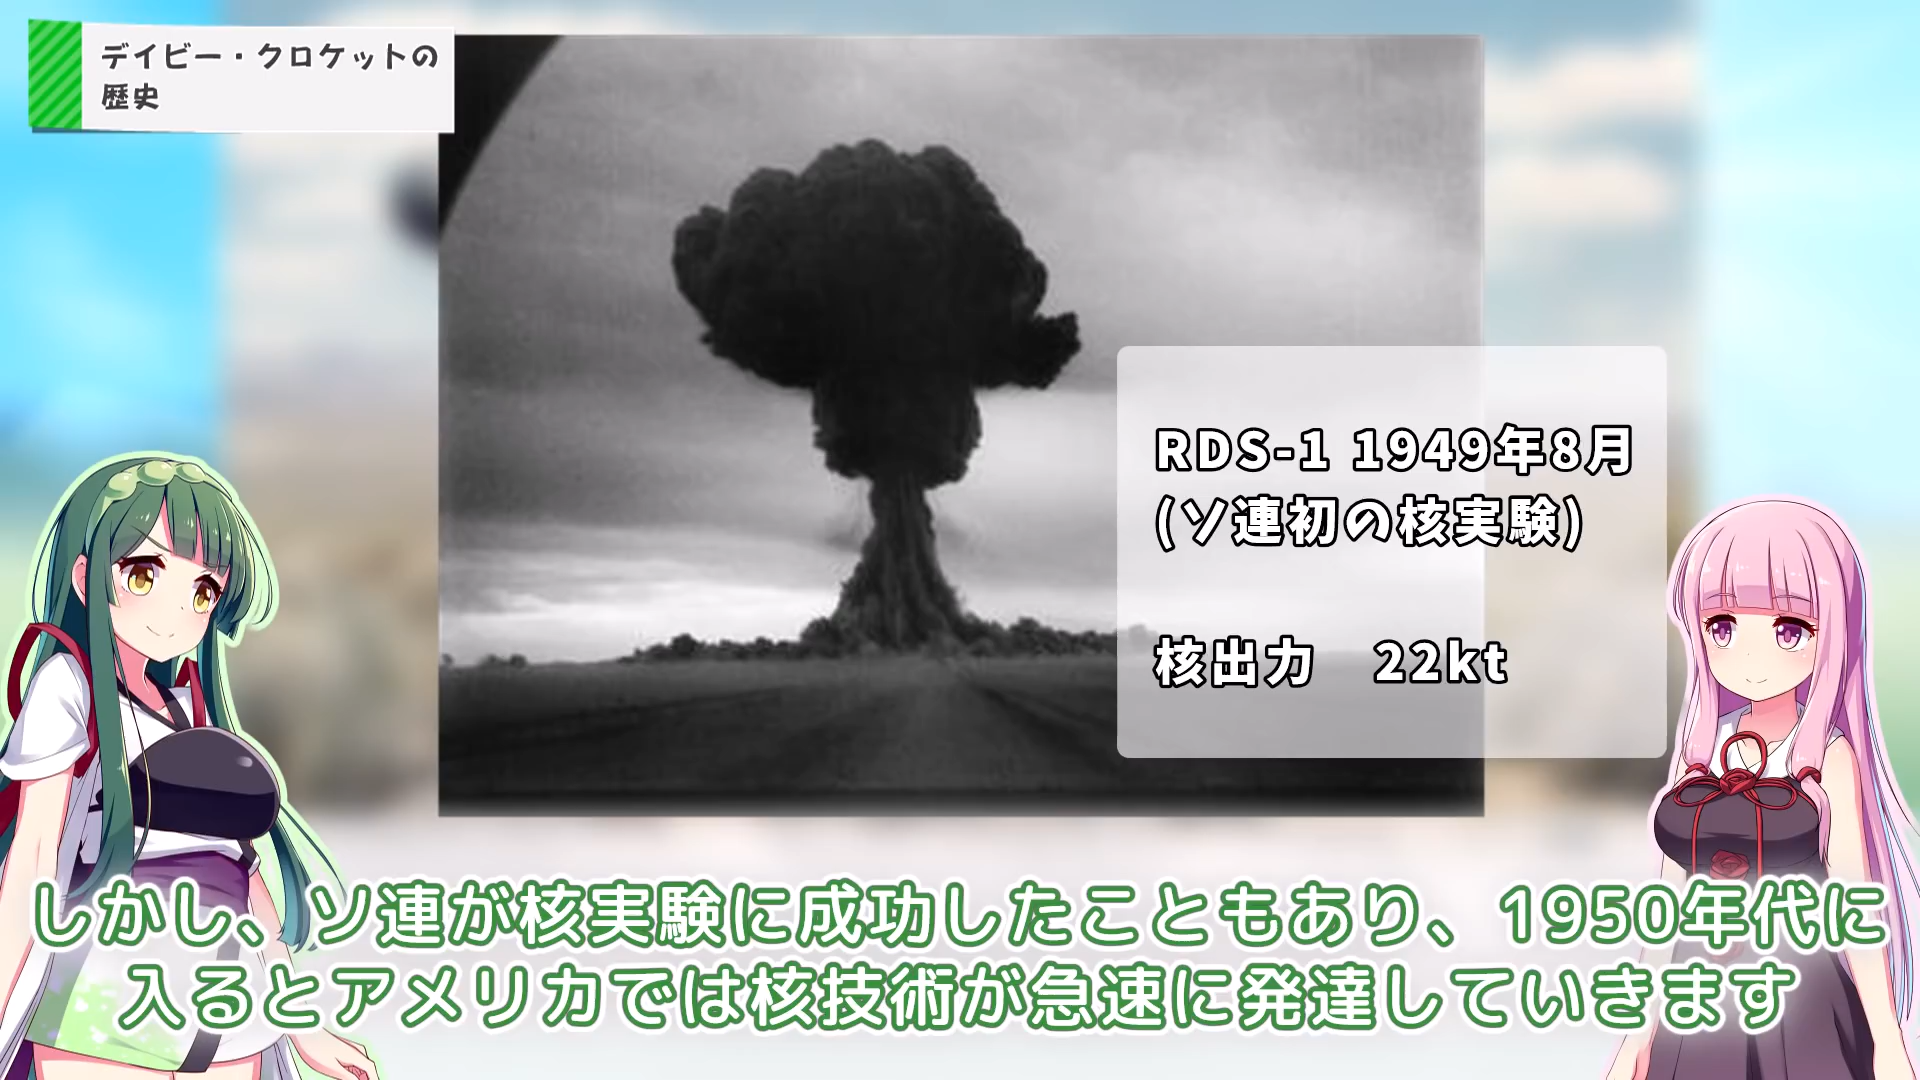 デイビー・クロケットの
歴史
RDS-1 1949年8月
(ソ連初の核実験)
核出力　22kt
しかし、ソ連が核実験に成功したこともあり、1950年代に
入るとアメリカでは核技術が急速に発達していきます